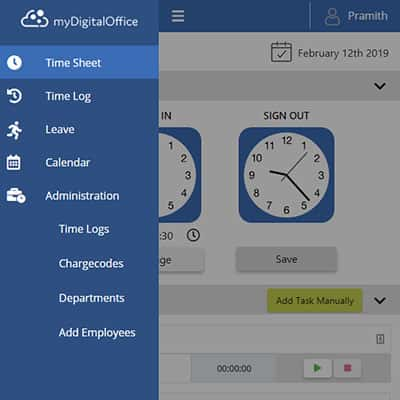 myDigitalOffice
Pramith
Time Sheet
February 12th 2019
Time Log
IN
SIGN OUT
Leave
Calendar
Administration
12
1
2
3
4
5
12
1
2
3
4
5
6
7
8
9
10
11
:30
ge
Save
Time Logs
Chargecodes
Departments
Add Task Manually
Add Employees
00:00:00